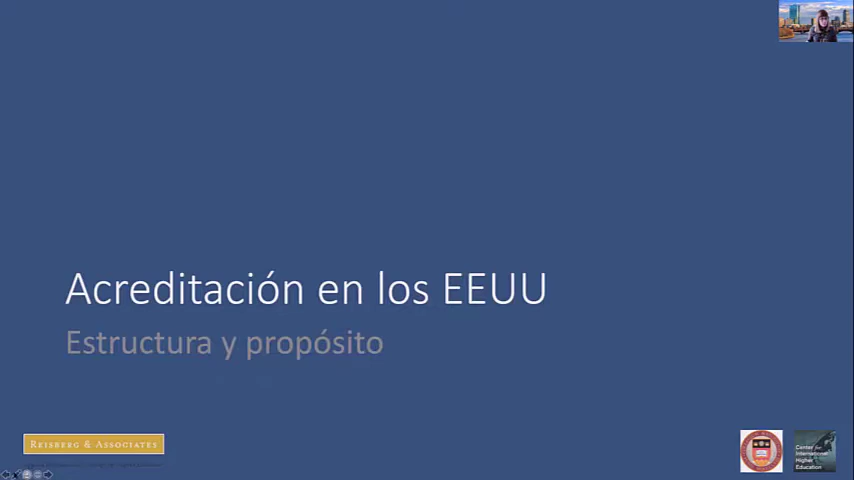 Acreditación en los EEUU
Estructura y propósito
REISBERG & ASSOCIATES
Center for
International
Higher
Education